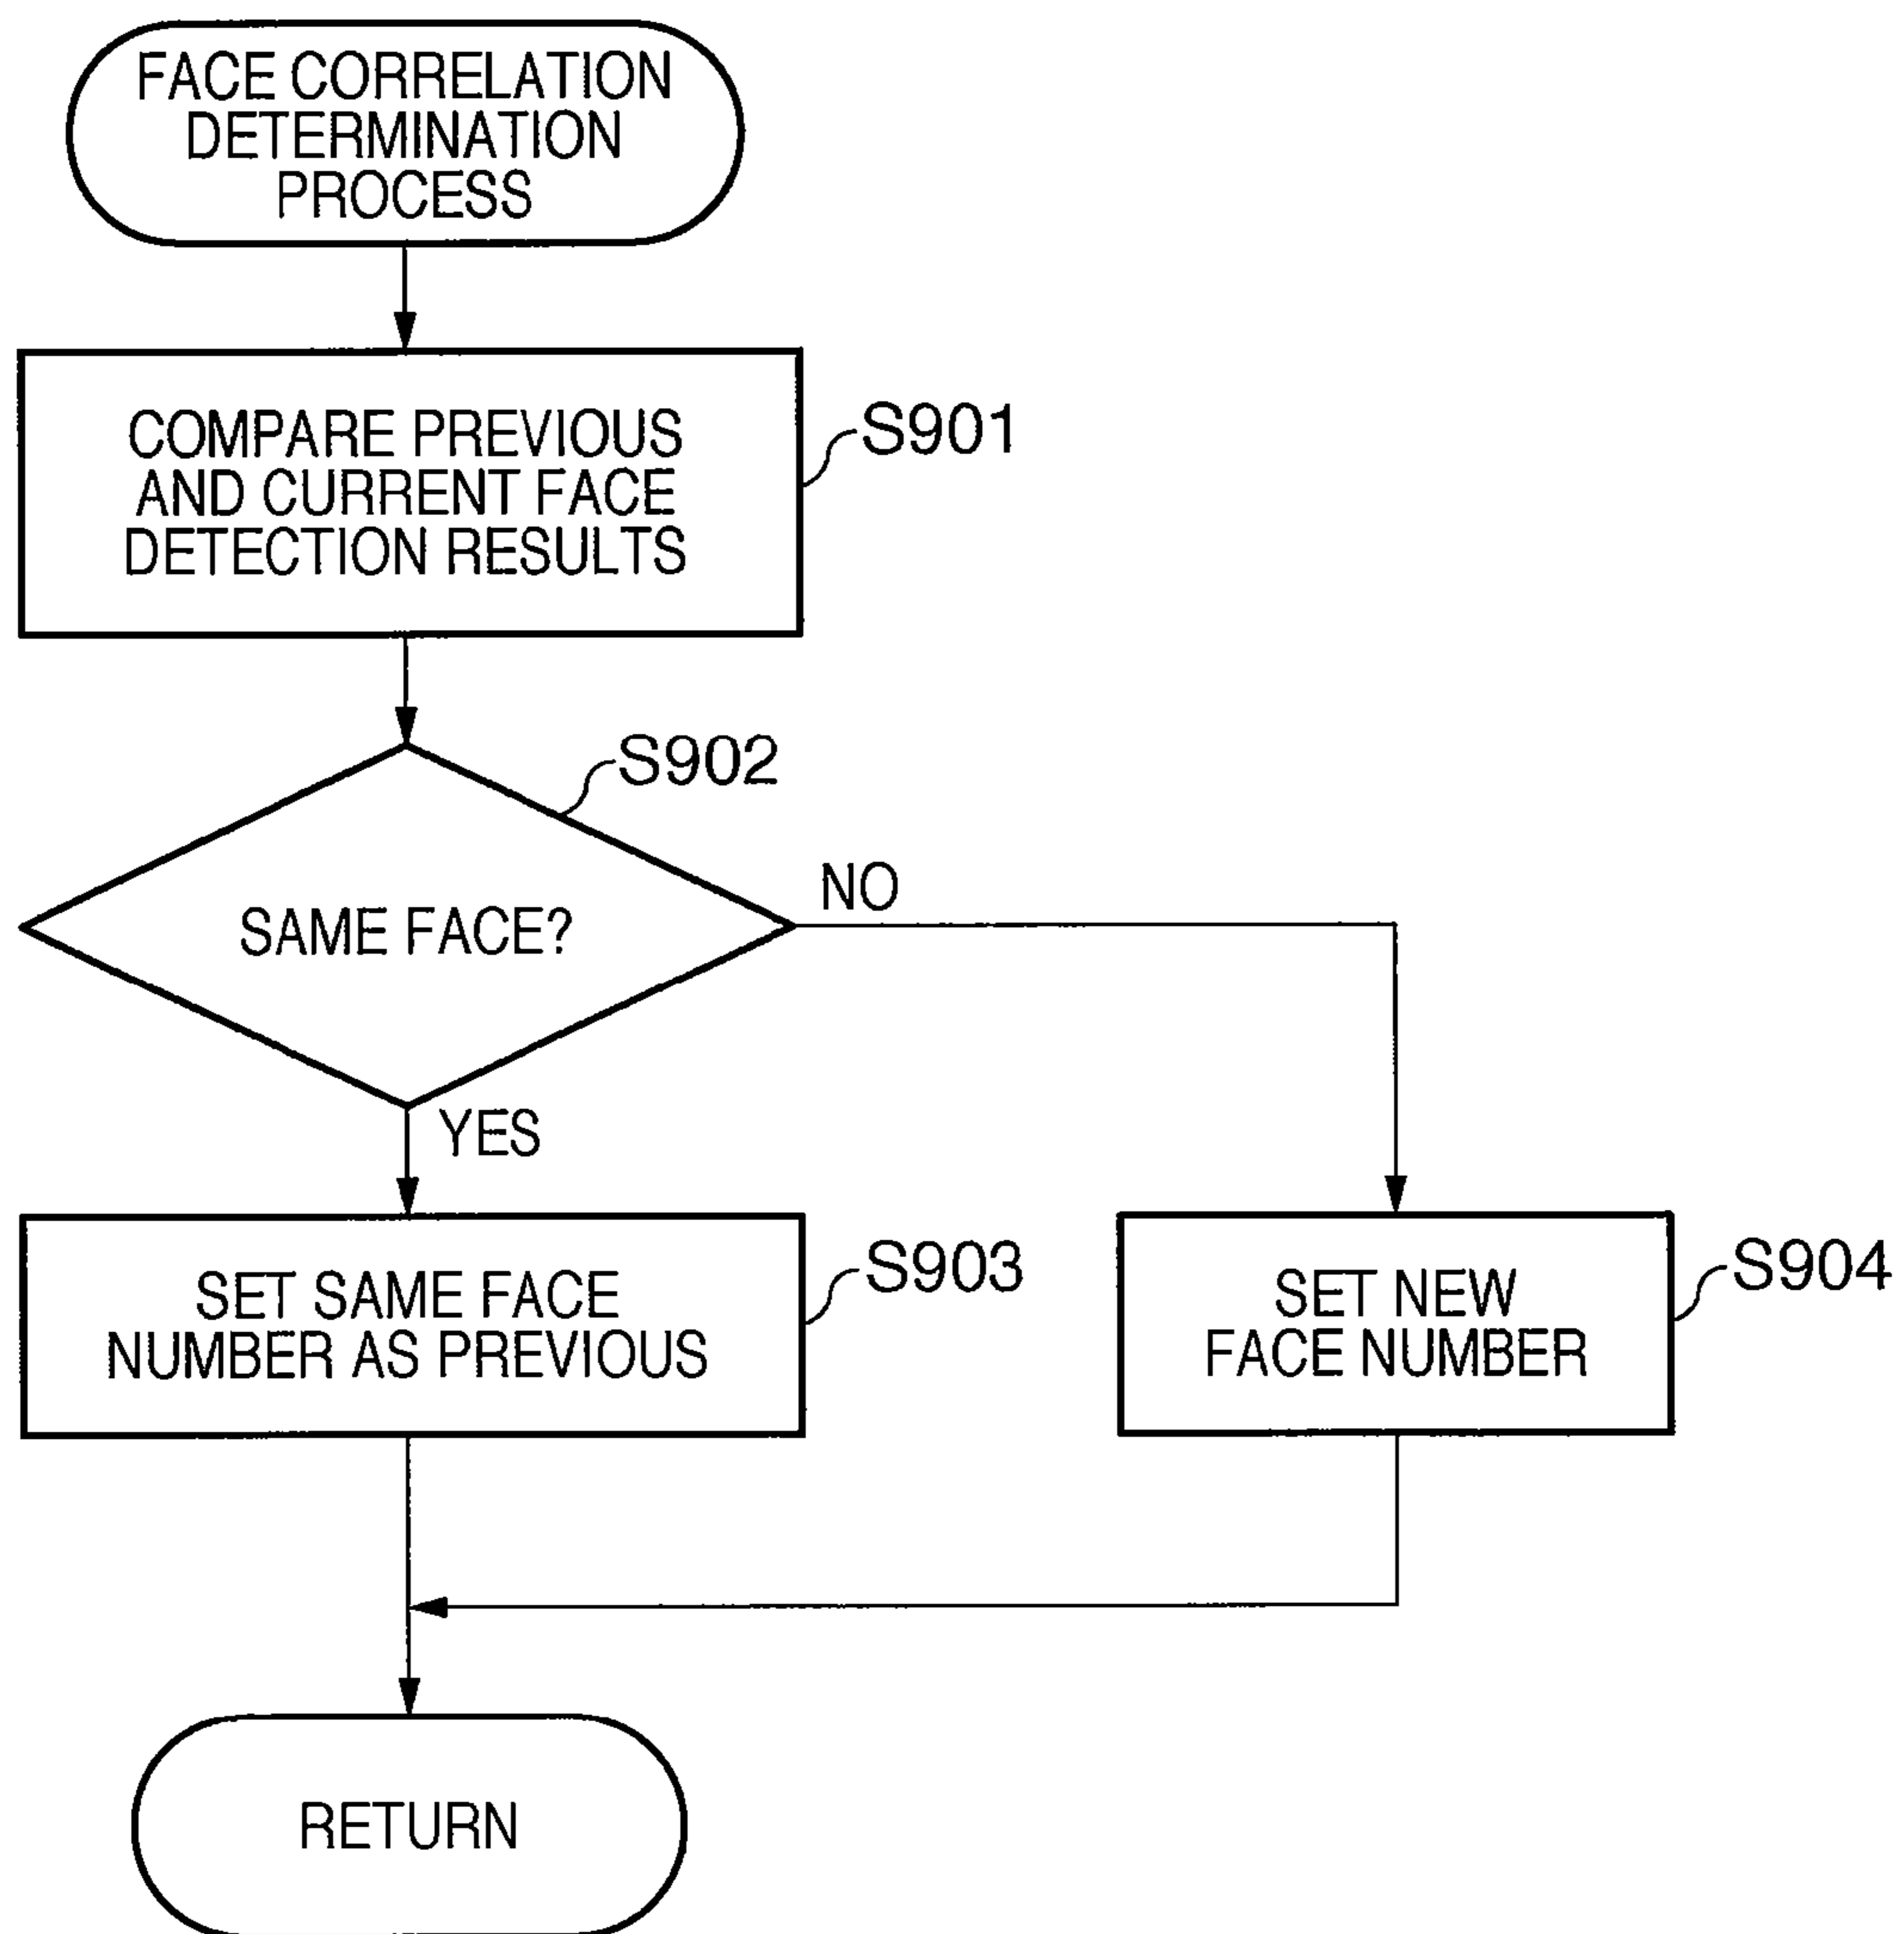 FACE CORRELATION
DETERMINATION
PROCESS
COMPARE PREVIOUS
AND CURRENT FACE
DETECTION RESULTS
S901
S902
SAME FACE?
NO
YES
SET SAME FACE
NUMBER AS PREVIOUS
S903
SET NEW
FACE NUMBER
S904
RETURN